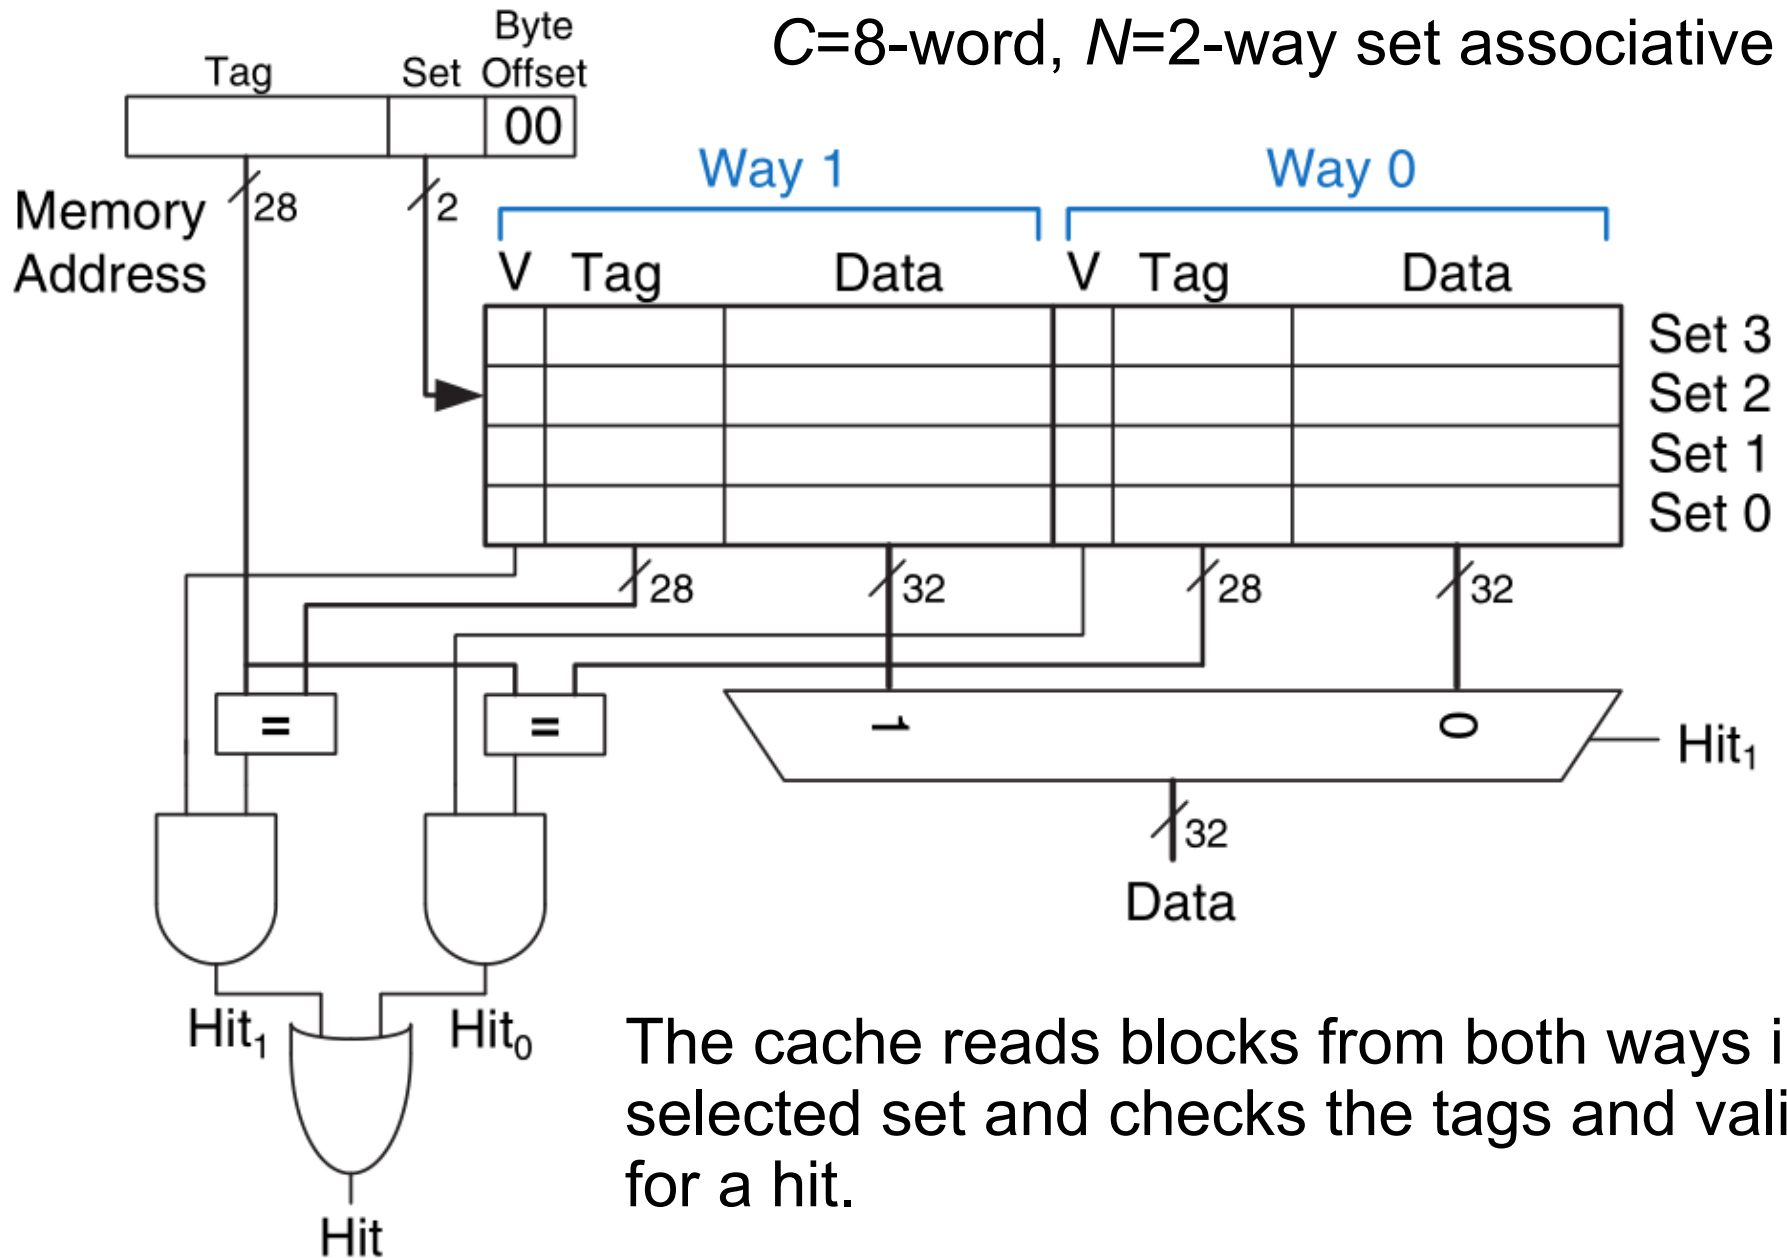 C=8-word, N=2-way set associative
Byte
Tag Set Offset
00
Way 1 Way 0
28 2
Memory
Address
V Tag Data V Tag Data
Set 3
Set 2
Set 1
Set 0
28 32 28 32
= =
1 0
Hit1
32
Data
Hit1 Hit0
The cache reads blocks from both ways i
selected set and checks the tags and vali
for a hit.
Hit